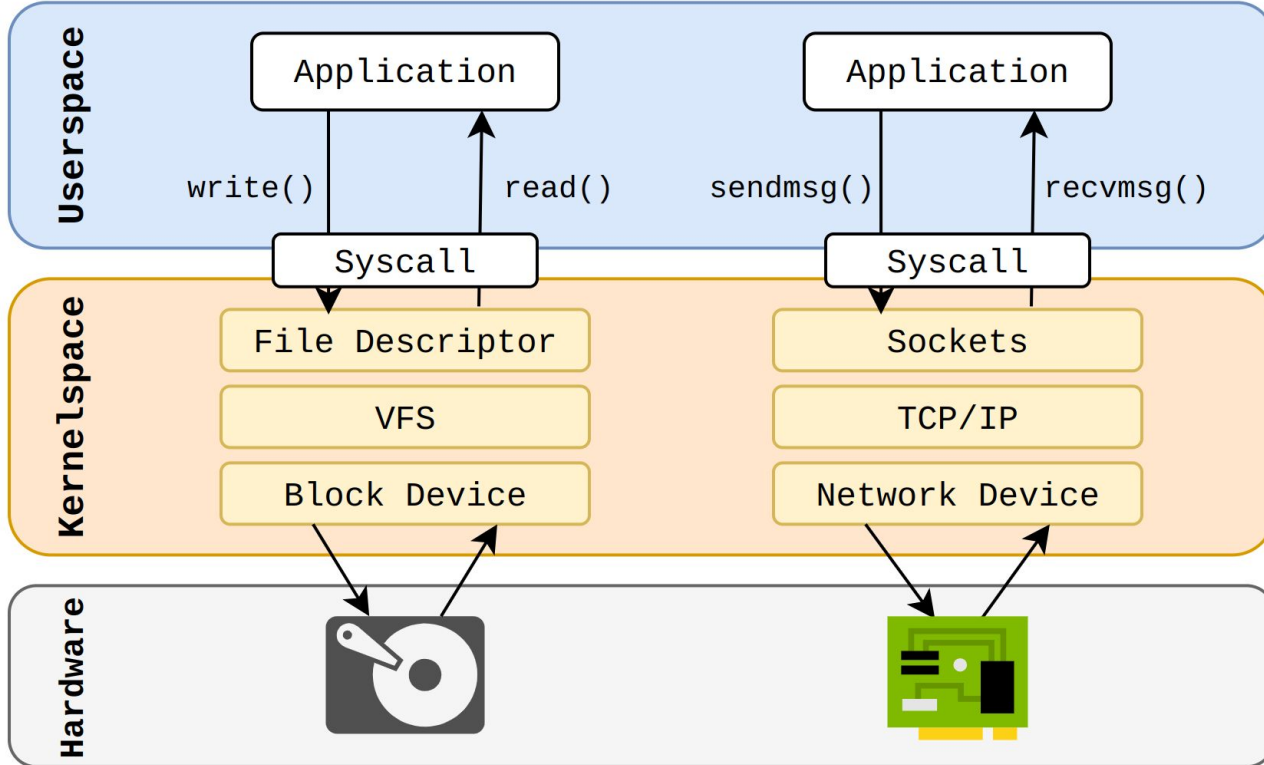 Userspace
Application
Application
write()
read()
sendmsg()
recvmsg()
Syscall
Syscall
Kernelspace
File Descriptor
Sockets
VFS
TCP/IP
Block Device
Network Device
Hardware